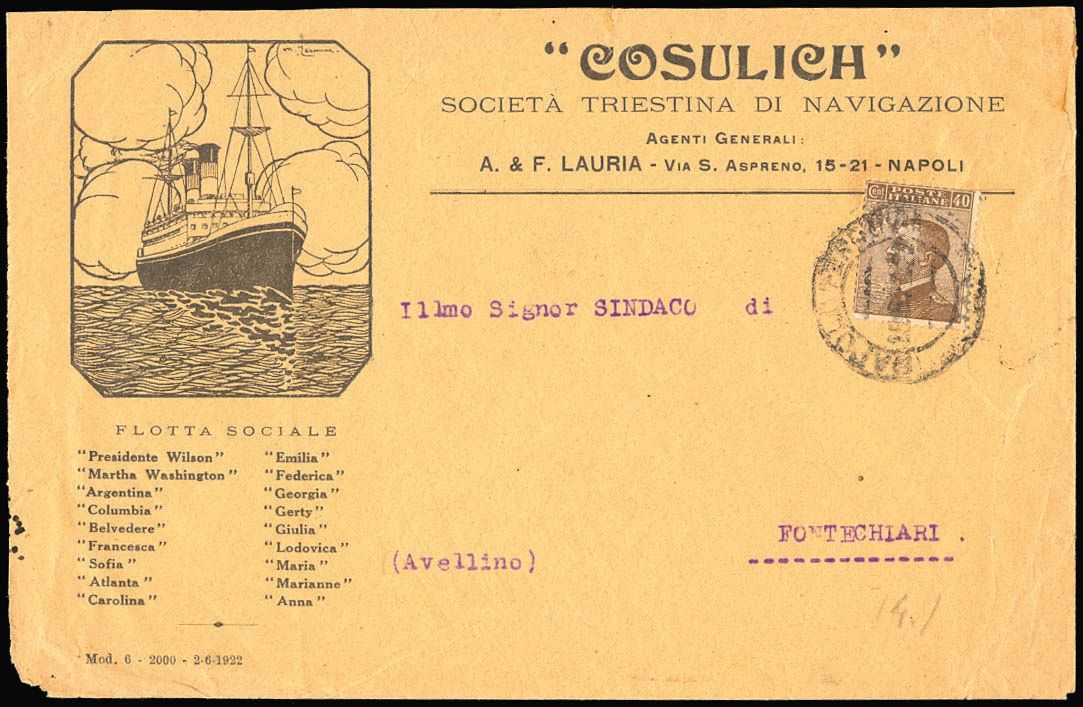 "COSULICH"
SOCIETÀ TRIESTINA DI NAVIGAZIONE
AGENTI GENERALI:
A. & F. LAURIA - VIA S. ASPRENO, 15-21 - NAPOLI
Cent POSTE ITALIANE 40
Illmo Signor SINDACO di
FONTECHIARI
(Avellino)
FLOTTA SOCIALE
"Presidente Wilson"
"Martha Washington"
"Argentina"
"Columbia"
"Belvedere"
"Francesca"
"Sofia"
"Atlanta"
"Carolina"
"Emilia"
"Federica"
"Georgia"
"Gerty"
"Giulia"
"Lodovica"
"Maria"
"Marianne"
"Anna"
Mod. 6 - 2000 - 2-6-1922